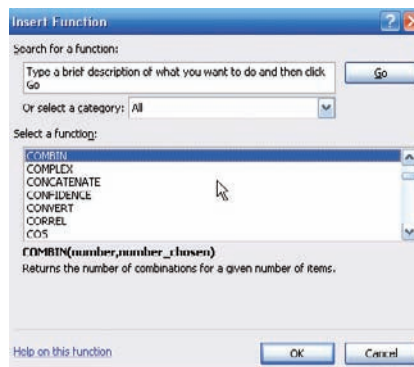 Insert Function
Search for a function:
Type a brief description of what you want to do and then click
Go
Go
Or select a category: All
Select a function:
COMBIN
COMPLEX
CONCATENATE
CONFIDENCE
CONVERT
CORREL
COS
COMBIN(number,number_chosen)
Returns the number of combinations for a given number of items.
Help on this function
OK
Cancel